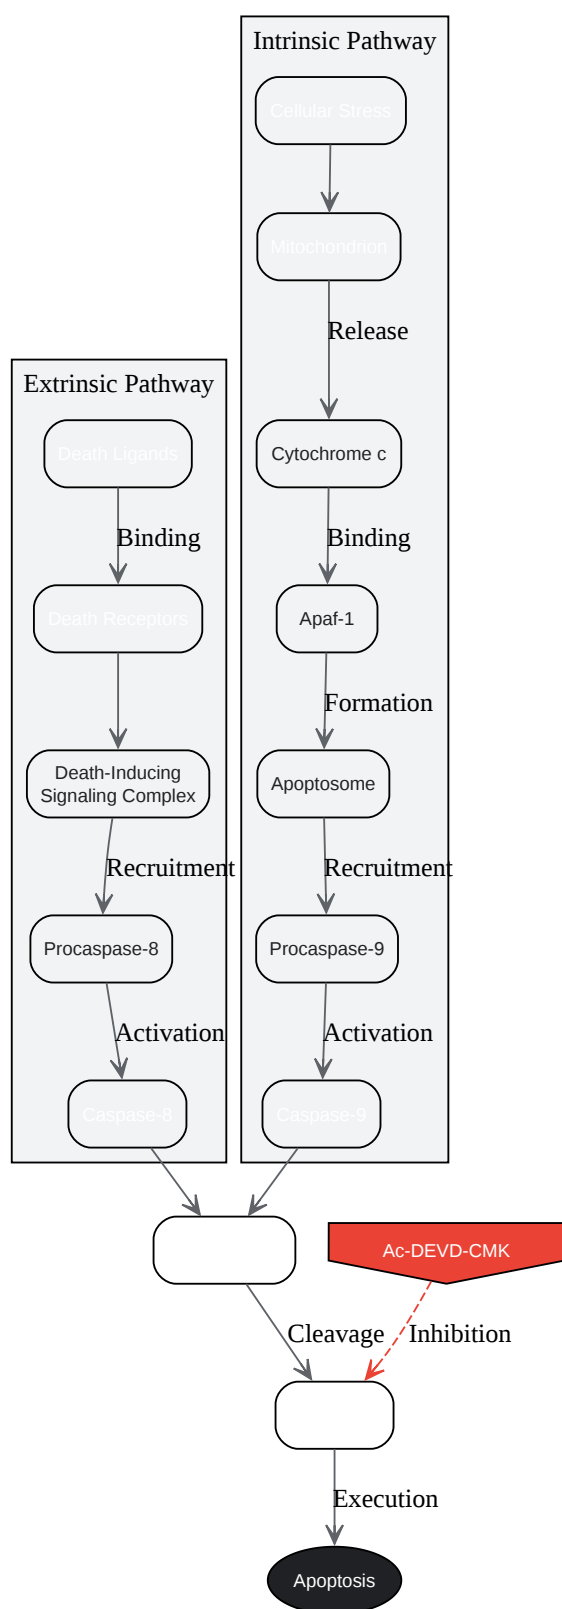 Intrinsic Pathway
Cellular Stress
Mitochondrion
Release
Extrinsic Pathway
Death Ligands
Cytochrome c
Binding
Binding
Death Receptors
Apaf-1
Formation
Death-Inducing
Signaling Complex
Apoptosome
Recruitment
Recruitment
Procaspase-8
Procaspase-9
Activation
Activation
Caspase-8
Caspase-9
Ac-DEVD-CMK
Cleavage
Inhibition
Execution
Apoptosis